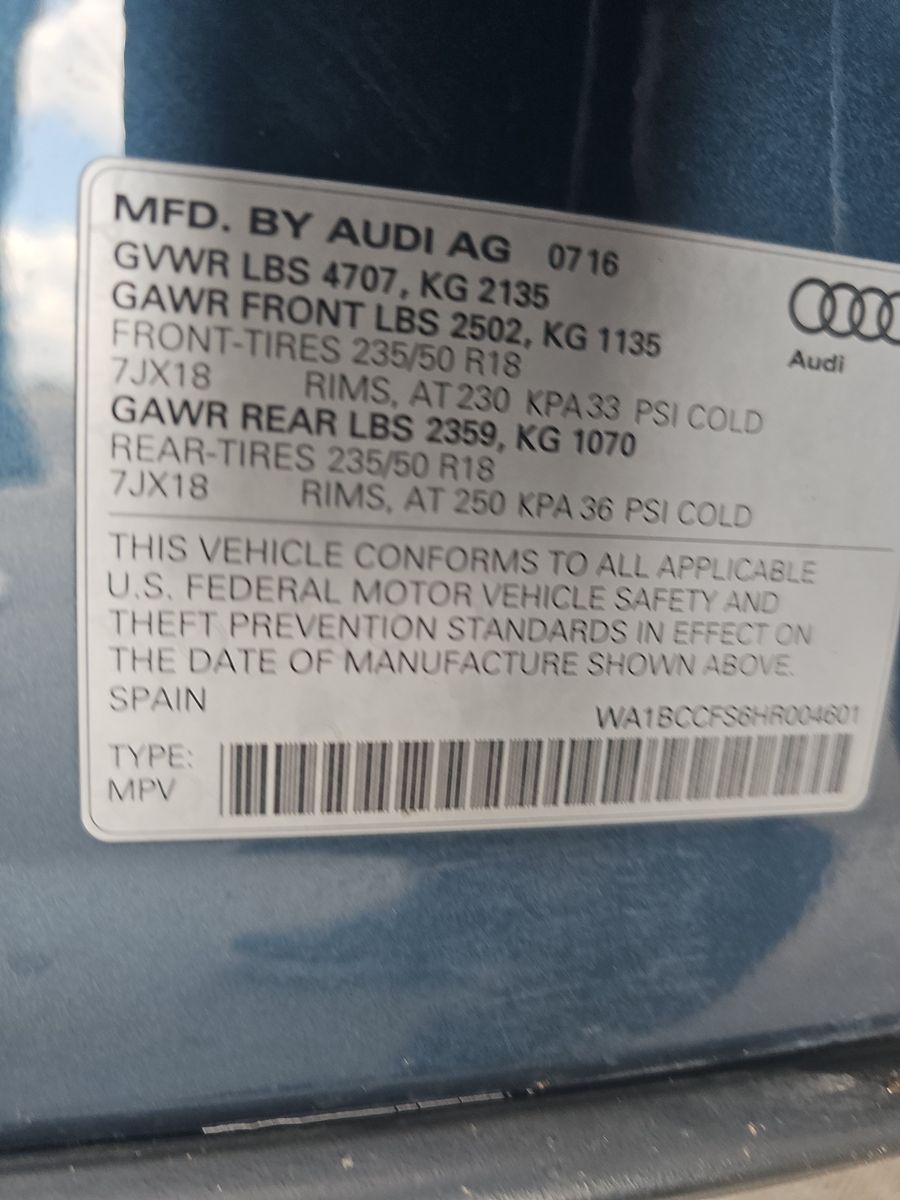 MFD. BY AUDI AG 0716
GVWR LBS 4707, KG 2135
GAWR FRONT LBS 2502, KG 1135
FRONT-TIRES 235/50 R18
7JX18 RIMS, AT 230 KPA 33 PSI COLD
GAWR REAR LBS 2359, KG 1070
REAR-TIRES 235/50 R18
7JX18 RIMS, AT 250 KPA 36 PSI COLD
Audi
THIS VEHICLE CONFORMS TO ALL APPLICABLE
U.S. FEDERAL MOTOR VEHICLE SAFETY AND
THEFT PREVENTION STANDARDS IN EFFECT ON
THE DATE OF MANUFACTURE SHOWN ABOVE.
SPAIN
WA1BCCFS6HR004601
TYPE:
MPV